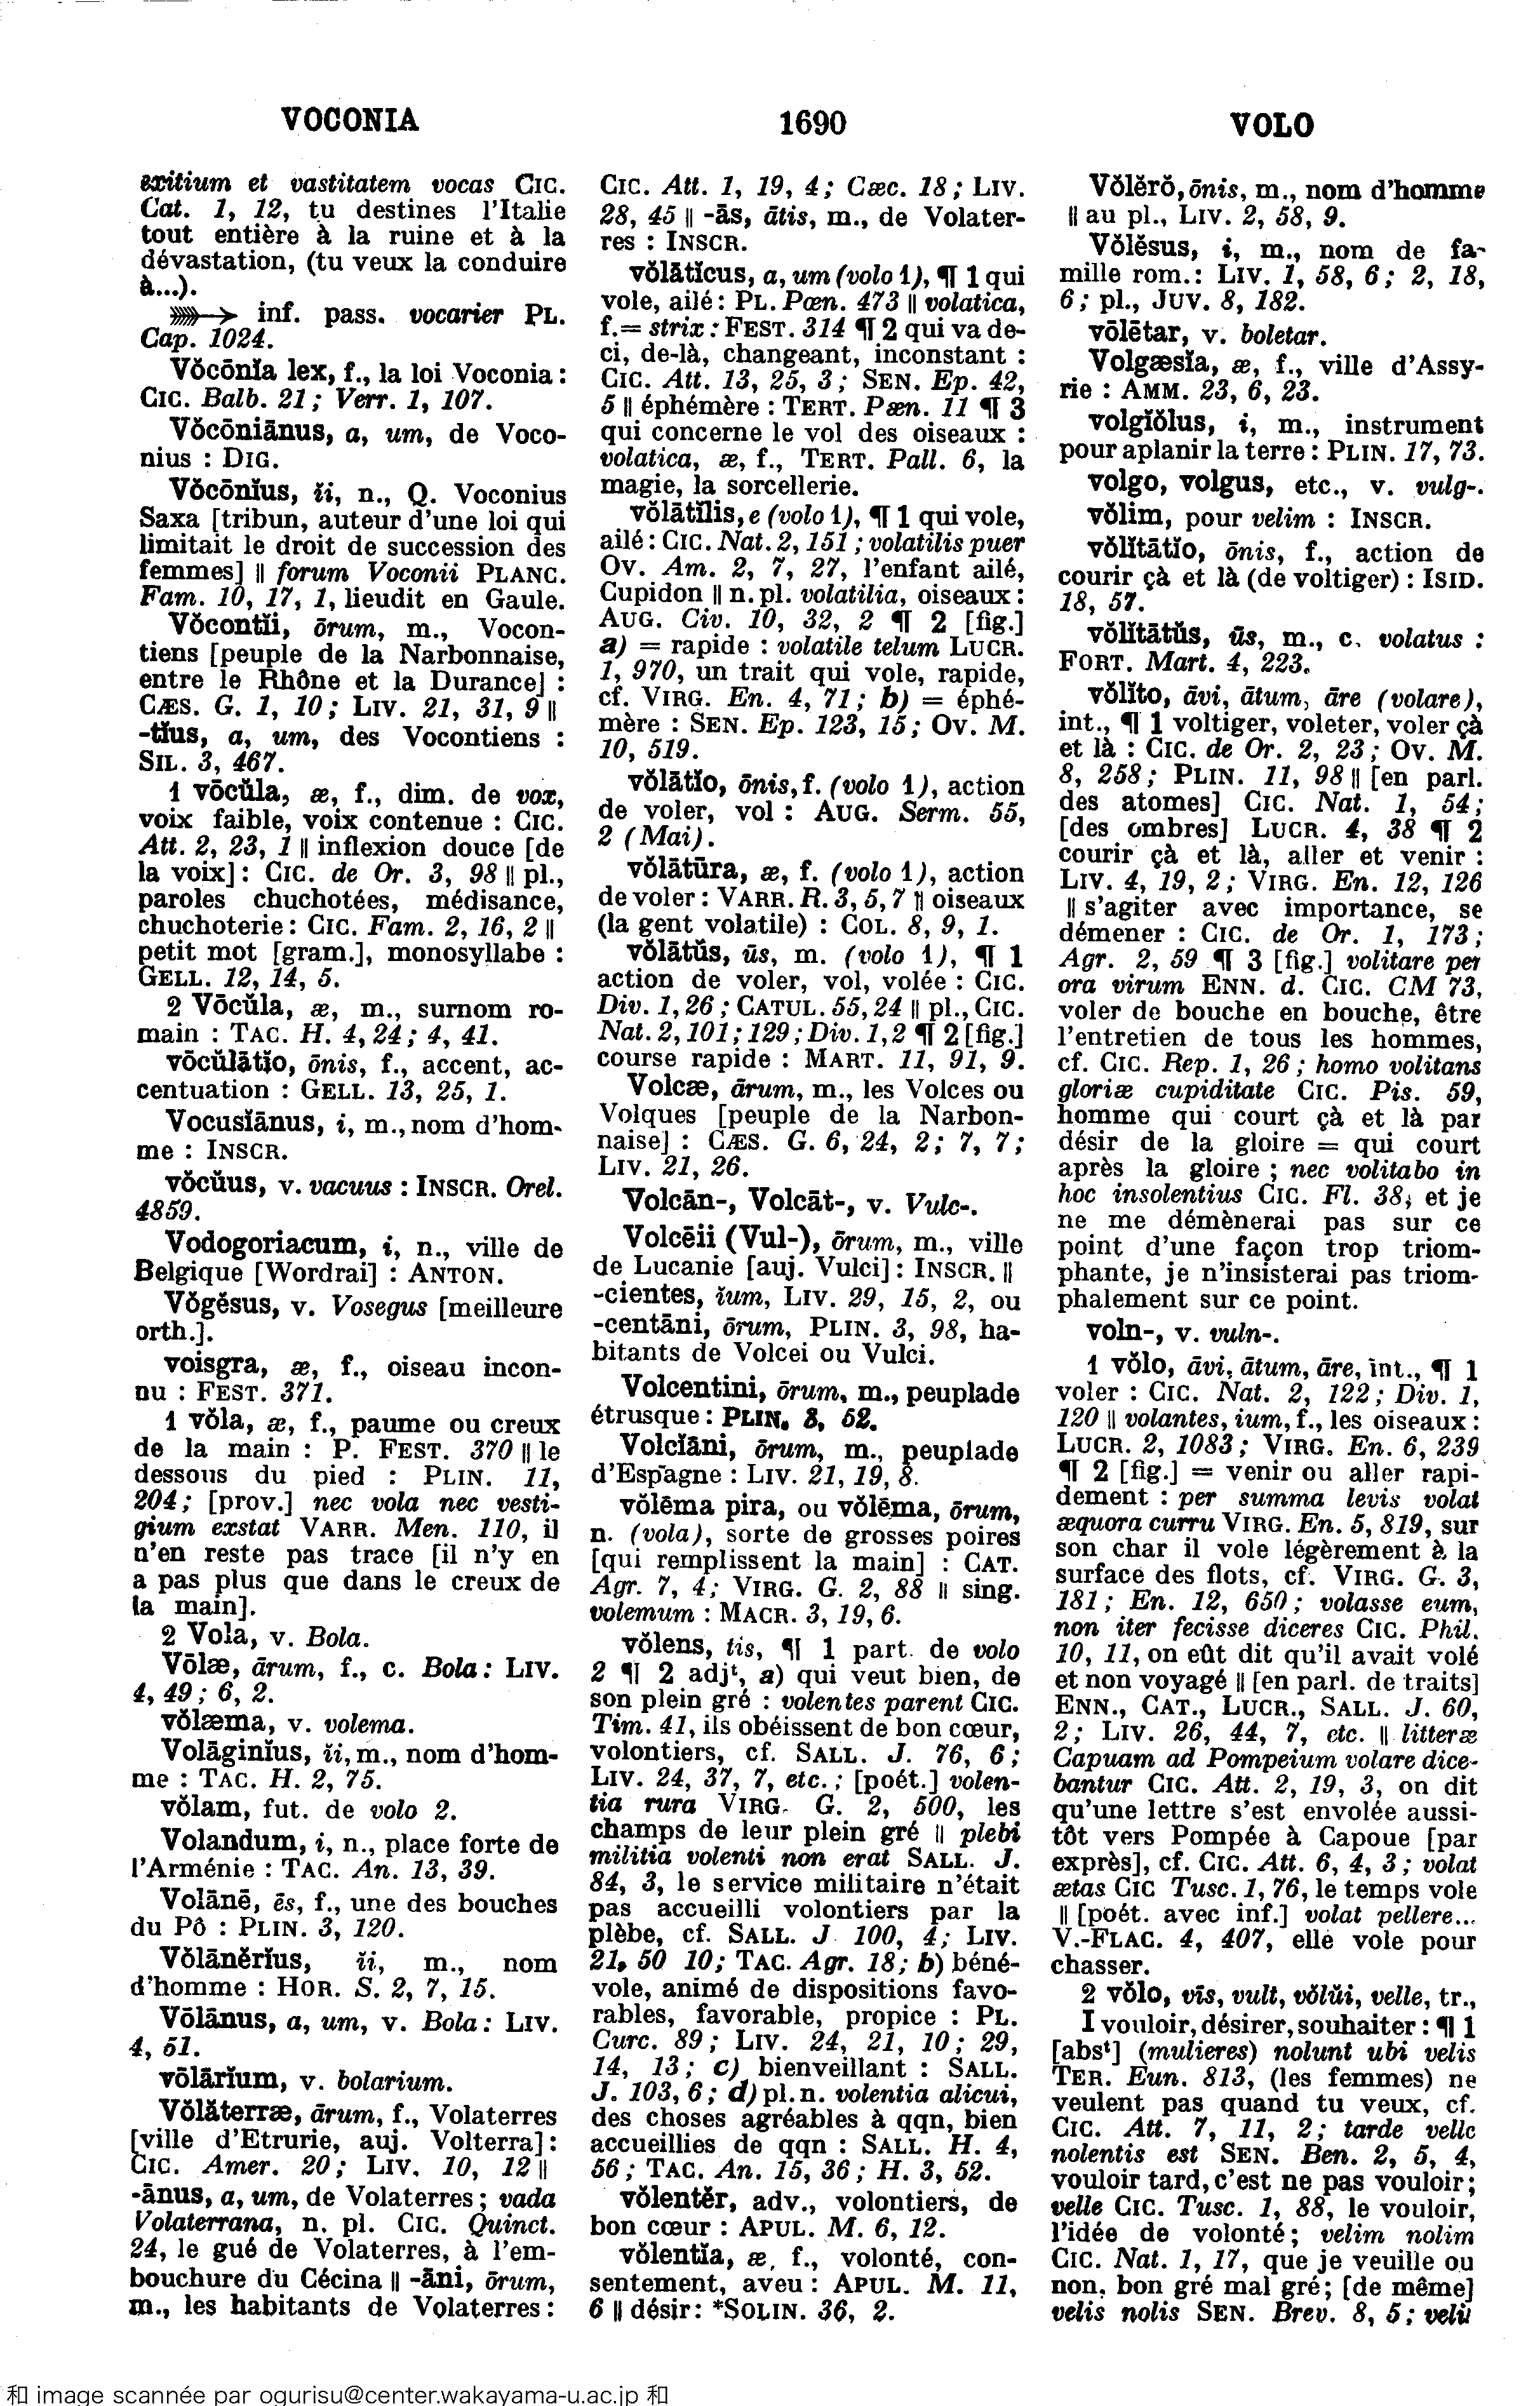 VOCONIA
1690
VOLO
exitium et vastitatem vocas CIC.
Cat. 1, 12, tu destines l'Italie
tout entière à la ruine et à la
dévastation, (tu veux la conduire
à...).
⤐ inf. pass. vocarier PL.
Cap. 1024.
Vŏcōnĭa lex, f., la loi Voconia :
CIC. Balb. 21 ; Verr. 1, 107.
Vŏcōniānus, a, um, de Voco-
nius : DIG.
Vŏcōnĭus, ĭi, n., Q. Voconius
Saxa [tribun, auteur d'une loi qui
limitait le droit de succession des
femmes] || forum Voconii PLANC.
Fam. 10, 17, 1, lieudit en Gaule.
Vŏcontĭi, ōrum, m., Vocon-
tiens [peuple de la Narbonnaise,
entre le Rhône et la Durance] :
CÆS. G. 1, 10 ; LIV. 21, 31, 9 ||
-tĭus, a, um, des Vocontiens :
SIL. 3, 467.
1 vōcŭla, æ, f., dim. de vox,
voix faible, voix contenue : CIC.
Att. 2, 23, 1 || inflexion douce [de
la voix] : CIC. de Or. 3, 98 || pl.,
paroles chuchotées, médisance,
chuchoterie : CIC. Fam. 2, 16, 2 ||
petit mot [gram.], monosyllabe :
GELL. 12, 14, 5.
2 Vōcŭla, æ, m., surnom ro-
main : TAC. H. 4, 24 ; 4, 41.
vōcŭlātĭo, ōnis, f., accent, ac-
centuation : GELL. 13, 25, 1.
Vocusĭānus, i, m., nom d'hom-
me : INSCR.
vŏcŭus, v. vacuus : INSCR. Orel.
4859.
Vodogoriacum, i, n., ville de
Belgique [Wordrai] : ANTON.
Vŏgĕsus, v. Vosegus [meilleure
orth.].
voisgra, æ, f., oiseau incon-
nu : FEST. 371.
1 vŏla, æ, f., paume ou creux
de la main : P. FEST. 370 || le
dessous du pied : PLIN. 11,
204 ; [prov.] nec vola nec vesti-
gium exstat VARR. Men. 110, il
n'en reste pas trace [il n'y en
a pas plus que dans le creux de
la main].
2 Vola, v. Bola.
Vōlæ, ārum, f., c. Bola : LIV.
4, 49 ; 6, 2.
vŏlæma, v. volema.
Volāginĭus, ĭi, m., nom d'hom-
me : TAC. H. 2, 75.
vŏlam, fut. de volo 2.
Volandum, i, n., place forte de
l'Arménie : TAC. An. 13, 39.
Volānē, ēs, f., une des bouches
du Pô : PLIN. 3, 120.
Vŏlānĕrĭus, ĭi, m., nom
d'homme : HOR. S. 2, 7, 15.
Vōlānus, a, um, v. Bola : LIV.
4, 51.
vōlārĭum, v. bolarium.
Vŏlăterræ, ārum, f., Volaterres
[ville d'Etrurie, auj. Volterra] :
CIC. Amer. 20 ; LIV. 10, 12 ||
-ānus, a, um, de Volaterres ; vada
Volaterrana, n. pl. CIC. Quinct.
24, le gué de Volaterres, à l'em-
bouchure du Cécina || -āni, ōrum,
m., les habitants de Volaterres :
CIC. Att. 1, 19, 4 ; Cæc. 18 ; LIV.
28, 45 || -ās, ātis, m., de Volater-
res : INSCR.
vŏlātĭcus, a, um (volo 1), ¶ 1 qui
vole, ailé : PL. Pœn. 473 || volatica,
f. = strix : FEST. 314 ¶ 2 qui va de-
ci, de-là, changeant, inconstant :
CIC. Att. 13, 25, 3 ; SEN. Ep. 42,
5 || éphémère : TERT. Pæn. 11 ¶ 3
qui concerne le vol des oiseaux :
volatica, æ, f., TERT. Pall. 6, la
magie, la sorcellerie.
vŏlātĭlis, e (volo 1), ¶ 1 qui vole,
ailé : CIC. Nat. 2, 151 ; volatilis puer
OV. Am. 2, 7, 27, l'enfant ailé,
Cupidon || n. pl. volatilia, oiseaux :
AUG. Civ. 10, 32, 2 ¶ 2 [fig.]
a) = rapide : volatile telum LUCR.
1, 970, un trait qui vole, rapide,
cf. VIRG. En. 4, 71 ; b) = éphé-
mère : SEN. Ep. 123, 15 ; OV. M.
10, 519.
vŏlātĭo, ōnis, f. (volo 1), action
de voler, vol : AUG. Serm. 55,
2 (Mai).
vŏlātūra, æ, f. (volo 1), action
de voler : VARR. R. 3, 5, 7 || oiseaux
(la gent volatile) : COL. 8, 9, 1.
vŏlātŭs, ūs, m. (volo 1), ¶ 1
action de voler, vol, volée : CIC.
Div. 1, 26 ; CATUL. 55, 24 || pl., CIC.
Nat. 2, 101 ; 129 ; Div. 1, 2 ¶ 2 [fig.]
course rapide : MART. 11, 91, 9.
Volcæ, ārum, m., les Volces ou
Volques [peuple de la Narbon-
naise] : CÆS. G. 6, 24, 2 ; 7, 7 ;
LIV. 21, 26.
Volcān-, Volcāt-, v. Vulc-.
Volcēii (Vul-), ōrum, m., ville
de Lucanie [auj. Vulci] : INSCR. ||
-cientes, ĭum, LIV. 29, 15, 2, ou
-centāni, ōrum, PLIN. 3, 98, ha-
bitants de Volcei ou Vulci.
Volcentini, ōrum, m., peuplade
étrusque : PLIN. 3, 52.
Volcĭāni, ōrum, m., peuplade
d'Espagne : LIV. 21, 19, 8.
vŏlēma pira, ou vŏlēma, ōrum,
n. (vola), sorte de grosses poires
[qui remplissent la main] : CAT.
Agr. 7, 4 ; VIRG. G. 2, 88 || sing.
volemum : MACR. 3, 19, 6.
vŏlens, tis, ¶ 1 part. de volo
2 ¶ 2 adjᵗ, a) qui veut bien, de
son plein gré : volentes parent CIC.
Tim. 41, ils obéissent de bon cœur,
volontiers, cf. SALL. J. 76, 6 ;
LIV. 24, 37, 7, etc. ; [poét.] volen-
tia rura VIRG. G. 2, 500, les
champs de leur plein gré || plebi
militia volenti non erat SALL. J.
84, 3, le service militaire n'était
pas accueilli volontiers par la
plèbe, cf. SALL. J 100, 4 ; LIV.
21, 50 10 ; TAC. Agr. 18 ; b) béné-
vole, animé de dispositions favo-
rables, favorable, propice : PL.
Curc. 89 ; LIV. 24, 21, 10 ; 29,
14, 13 ; c) bienveillant : SALL.
J. 103, 6 ; d) pl. n. volentia alicui,
des choses agréables à qqn, bien
accueillies de qqn : SALL. H. 4,
56 ; TAC. An. 15, 36 ; H. 3, 52.
vŏlentĕr, adv., volontiers, de
bon cœur : APUL. M. 6, 12.
vŏlentĭa, æ, f., volonté, con-
sentement, aveu : APUL. M. 11,
6 || désir : *SOLIN. 36, 2.
Vŏlĕrŏ, ōnis, m., nom d'homme
|| au pl., LIV. 2, 58, 9.
Vŏlĕsus, i, m., nom de fa-
mille rom. : LIV. 1, 58, 6 ; 2, 18,
6 ; pl., JUV. 8, 182.
vōlētar, v. boletar.
Volgæsĭa, æ, f., ville d'Assy-
rie : AMM. 23, 6, 23.
volgĭŏlus, i, m., instrument
pour aplanir la terre : PLIN. 17, 73.
volgo, volgus, etc., v. vulg-.
vŏlim, pour velim : INSCR.
vŏlĭtātĭo, ōnis, f., action de
courir çà et là (de voltiger) : ISID.
18, 57.
vŏlĭtātŭs, ūs, m., c. volatus :
FORT. Mart. 4, 223.
vŏlĭto, āvi, ātum, āre (volare),
int., ¶ 1 voltiger, voleter, voler çà
et là : CIC. de Or. 2, 23 ; OV. M.
8, 258 ; PLIN. 11, 98 || [en parl.
des atomes] CIC. Nat. 1, 54 ;
[des ombres] LUCR. 4, 38 ¶ 2
courir çà et là, aller et venir :
LIV. 4, 19, 2 ; VIRG. En. 12, 126
|| s'agiter avec importance, se
démener : CIC. de Or. 1, 173 ;
Agr. 2, 59 ¶ 3 [fig.] volitare per
ora virum ENN. d. CIC. CM 73,
voler de bouche en bouche, être
l'entretien de tous les hommes,
cf. CIC. Rep. 1, 26 ; homo volitans
gloriæ cupiditate CIC. Pis. 59,
homme qui court çà et là par
désir de la gloire = qui court
après la gloire ; nec volitabo in
hoc insolentius CIC. Fl. 38, et je
ne me démènerai pas sur ce
point d'une façon trop triom-
phante, je n'insisterai pas triom-
phalement sur ce point.
voln-, v. vuln-.
1 vŏlo, āvi, ātum, āre, int., ¶ 1
voler : CIC. Nat. 2, 122 ; Div. 1,
120 || volantes, ium, f., les oiseaux :
LUCR. 2, 1083 ; VIRG. En. 6, 239
¶ 2 [fig.] = venir ou aller rapi-
dement : per summa levis volat
æquora curru VIRG. En. 5, 819, sur
son char il vole légèrement à la
surface des flots, cf. VIRG. G. 3,
181 ; En. 12, 650 ; volasse eum,
non iter fecisse diceres CIC. Phil.
10, 11, on eût dit qu'il avait volé
et non voyagé || [en parl. de traits]
ENN., CAT., LUCR., SALL. J. 60,
2 ; LIV. 26, 44, 7, etc. || litteræ
Capuam ad Pompeium volare dice-
bantur CIC. Att. 2, 19, 3, on dit
qu'une lettre s'est envolée aussi-
tôt vers Pompée à Capoue [par
exprès], cf. CIC. Att. 6, 4, 3 ; volat
ætas CIC Tusc. 1, 76, le temps vole
|| [poét. avec inf.] volat pellere...
V.-FLAC. 4, 407, elle vole pour
chasser.
2 vŏlo, vīs, vult, vŏlŭi, velle, tr.,
I vouloir, désirer, souhaiter : ¶ 1
[absᵗ] (mulieres) nolunt ubi velis
TER. Eun. 813, (les femmes) ne
veulent pas quand tu veux, cf.
CIC. Att. 7, 11, 2 ; tarde velle
nolentis est SEN. Ben. 2, 5, 4,
vouloir tard, c'est ne pas vouloir ;
velle CIC. Tusc. 1, 88, le vouloir,
l'idée de volonté ; velim nolim
CIC. Nat. 1, 17, que je veuille ou
non, bon gré mal gré ; [de même]
velis nolis SEN. Brev. 8, 5 ; velit
和 image scannée par ogurisu@center.wakayama-u.ac.jp 和